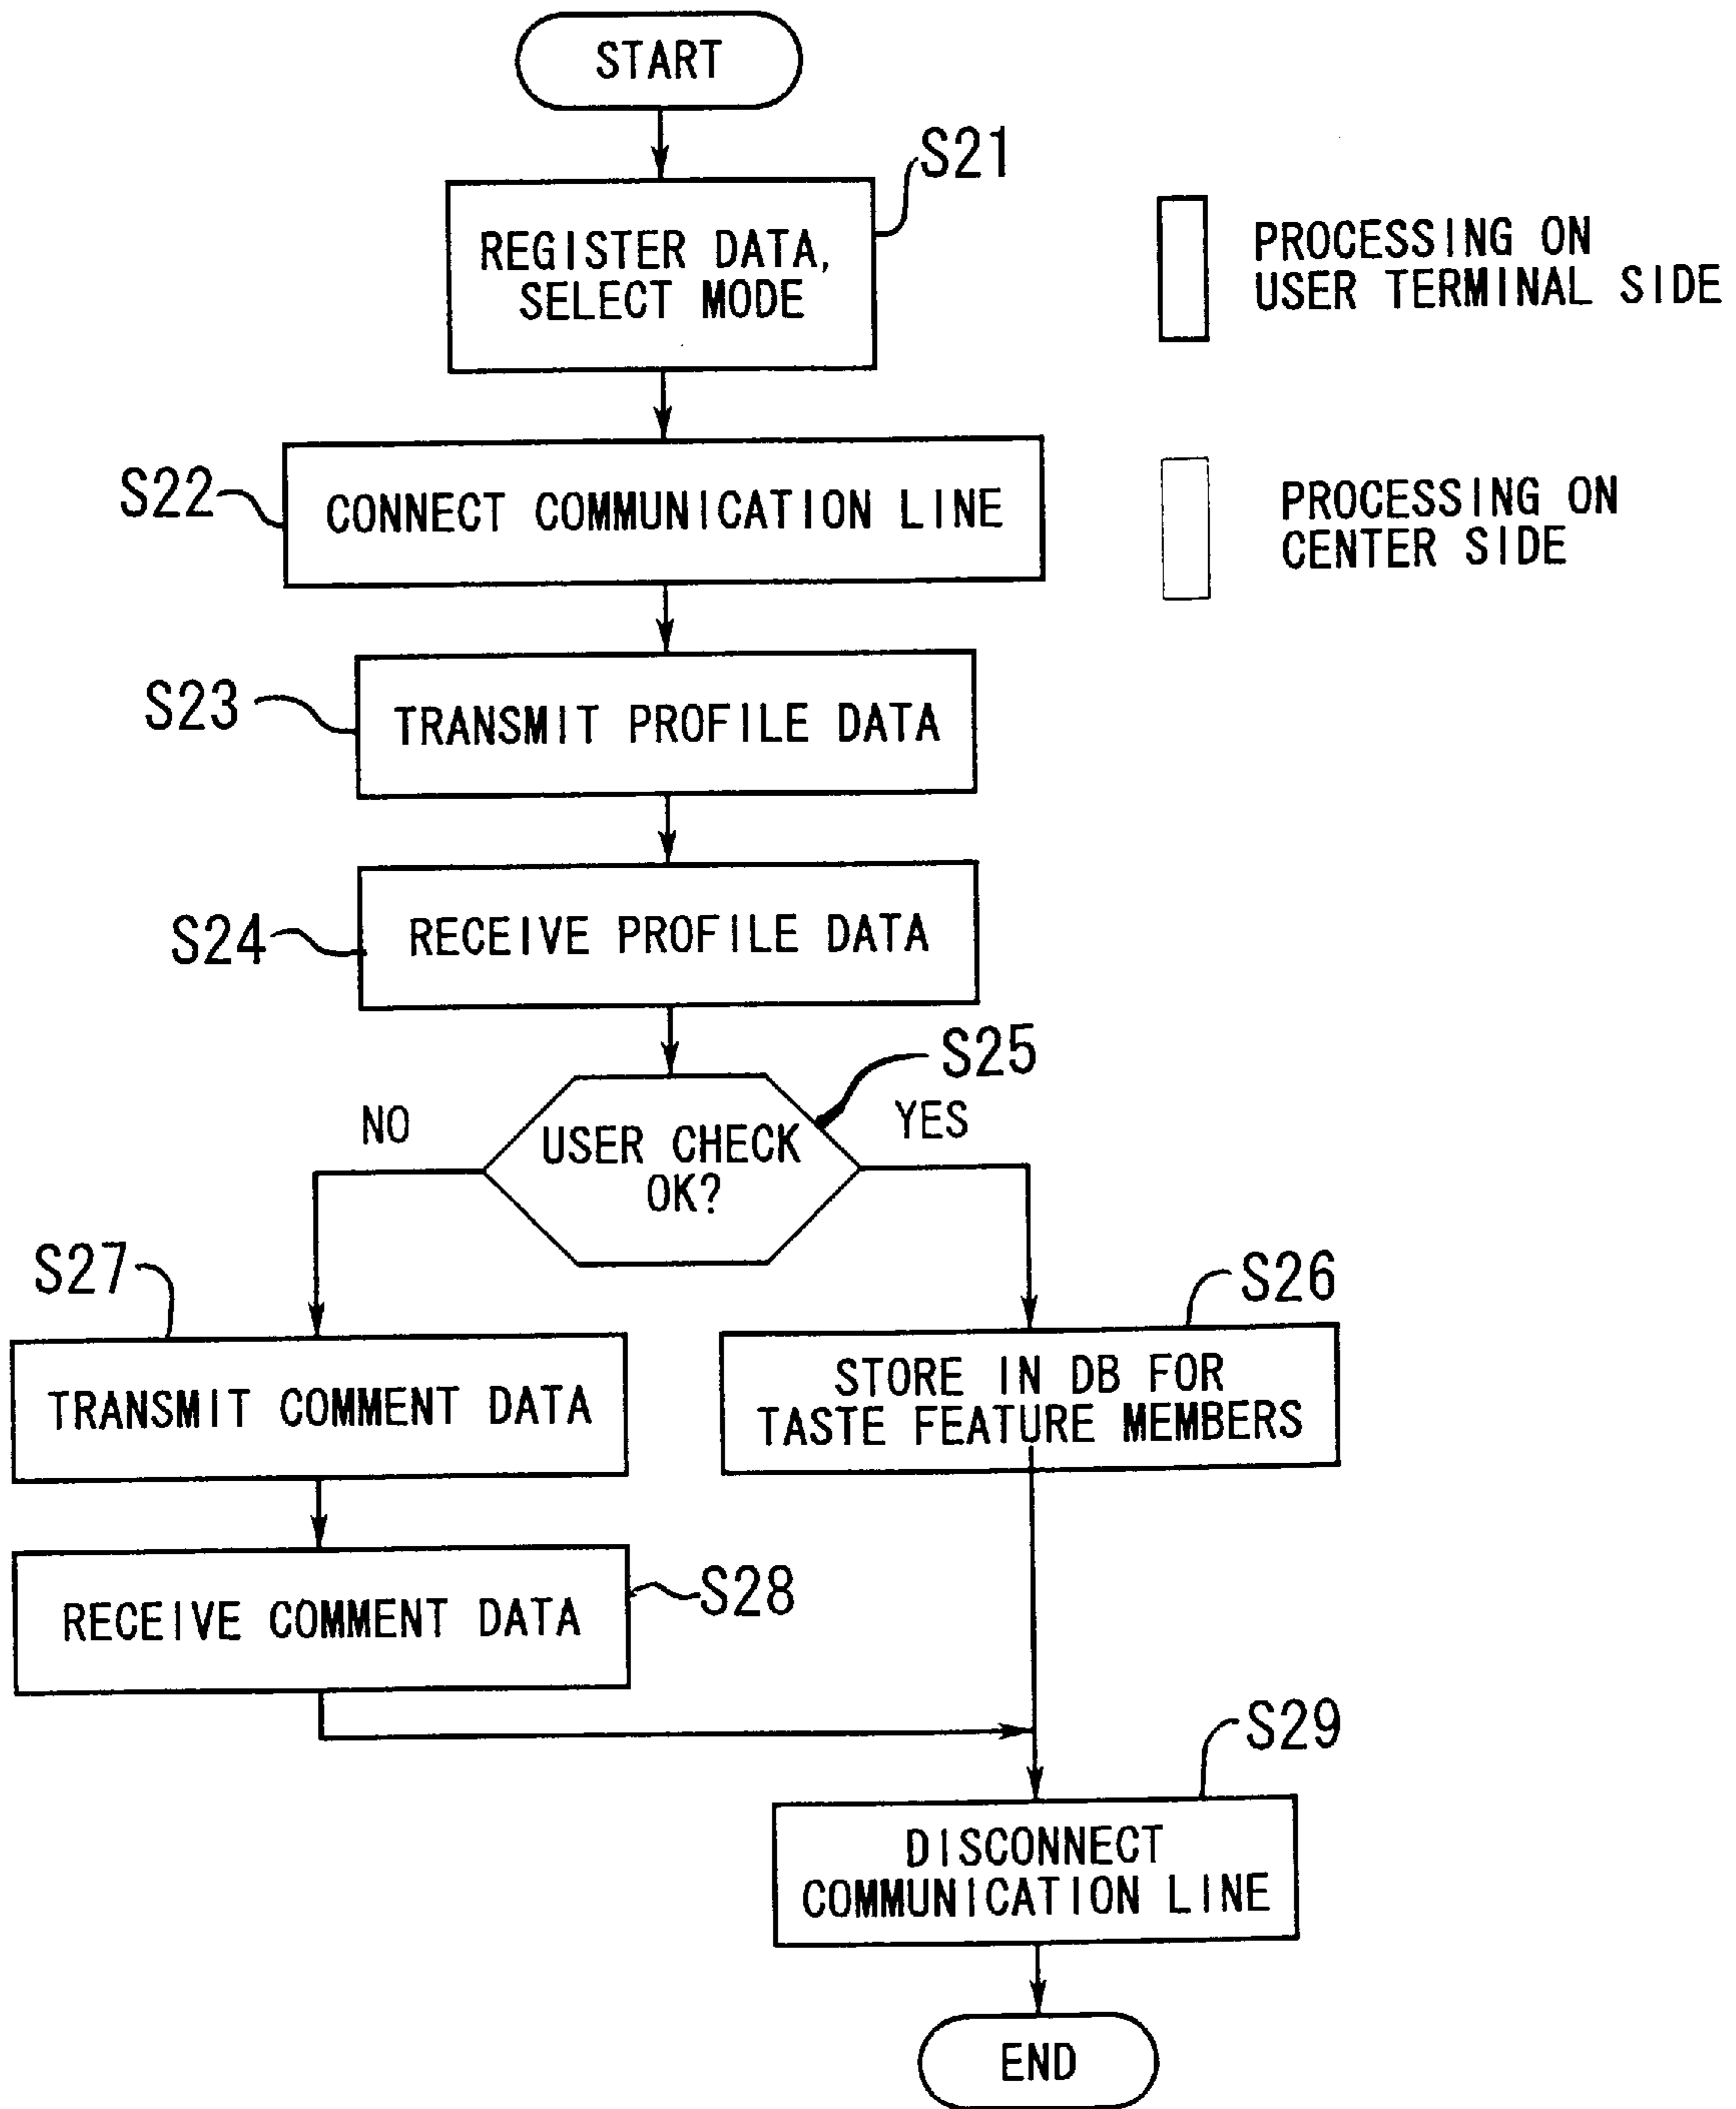 START
S21
REGISTER DATA,
SELECT MODE
PROCESSING ON
USER TERMINAL SIDE
S22
CONNECT COMMUNICATION LINE
PROCESSING ON
CENTER SIDE
S23
TRANSMIT PROFILE DATA
S24
RECEIVE PROFILE DATA
S25
NO
YES
USER CHECK
OK?
S27
S26
TRANSMIT COMMENT DATA
STORE IN DB FOR
TASTE FEATURE MEMBERS
S28
RECEIVE COMMENT DATA
S29
DISCONNECT
COMMUNICATION LINE
END